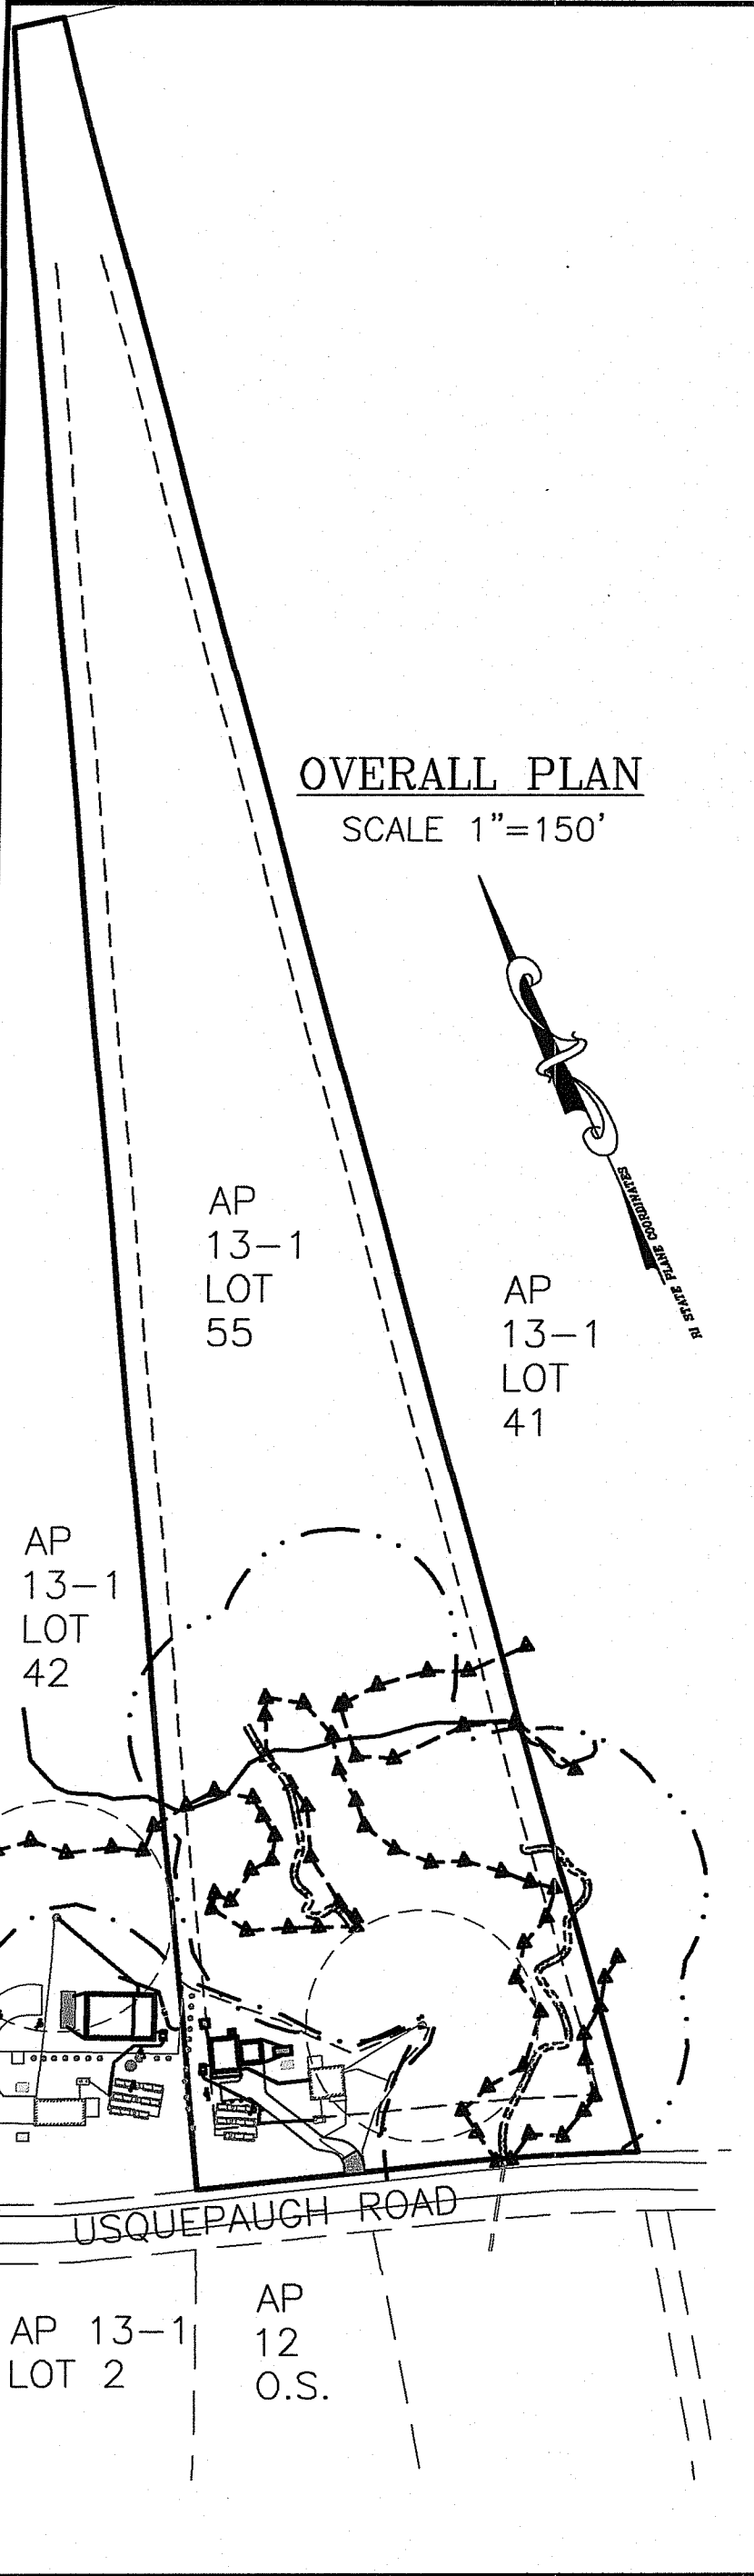 OVERALL PLAN
SCALE 1"=150'
RI STATE PLANE COORDINATES
AP
13-1
LOT
55
AP
13-1
LOT
41
AP
13-1
LOT
42
USQUEPAUGH ROAD
AP 13-1
LOT 2
AP
12
O.S.